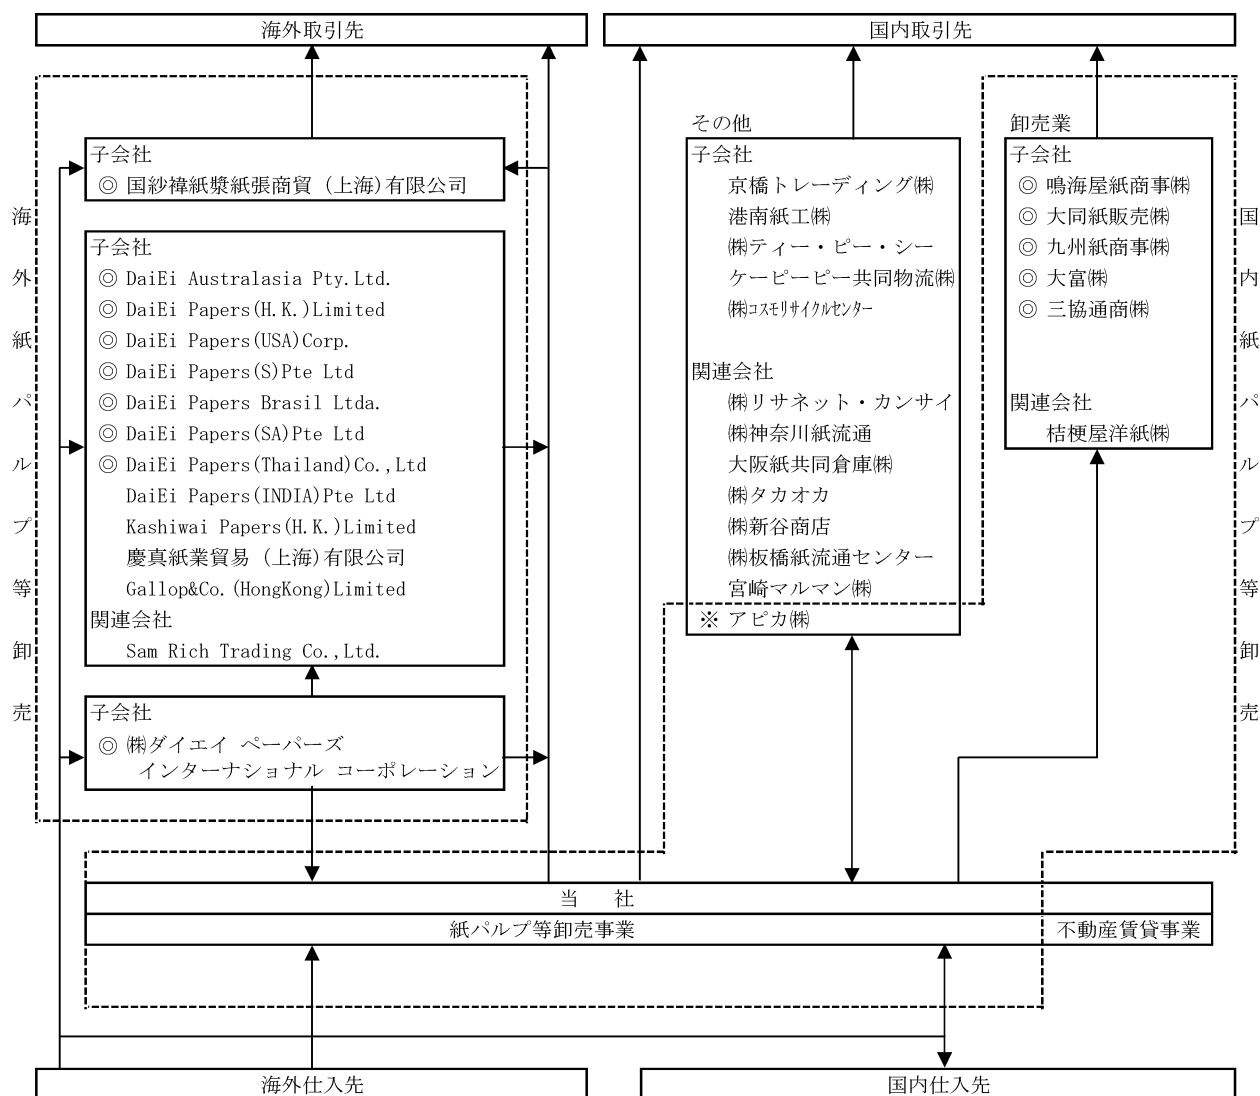 海外取引先
国内取引先
海外紙パルプ等卸売
子会社
◎ 国紗褘紙漿紙張商貿(上海)有限公司
子会社
◎ DaiEi Australasia Pty.Ltd.
◎ DaiEi Papers(H.K.)Limited
◎ DaiEi Papers(USA)Corp.
◎ DaiEi Papers(S)Pte Ltd
◎ DaiEi Papers Brasil Ltda.
◎ DaiEi Papers(SA)Pte Ltd
◎ DaiEi Papers(Thailand)Co.,Ltd
DaiEi Papers(INDIA)Pte Ltd
Kashiwai Papers(H.K.)Limited
慶真紙業貿易(上海)有限公司
Gallop&Co.(HongKong)Limited
関連会社
Sam Rich Trading Co.,Ltd.
子会社
◎ ㈱ダイエイ ペーパーズ
インターナショナル コーポレーション
その他
子会社
京橋トレーディング㈱
港南紙工㈱
㈱ティー・ピー・シー
ケーピーピー共同物流㈱
㈱コスモリサイクルセンター
関連会社
㈱リサネット・カンサイ
㈱神奈川紙流通
大阪紙共同倉庫㈱
㈱タカオカ
㈱新谷商店
㈱板橋紙流通センター
宮崎マルマン㈱
※ アピカ㈱
卸売業
子会社
◎ 鳴海屋紙商事㈱
◎ 大同紙販売㈱
◎ 九州紙商事㈱
◎ 大富㈱
◎ 三協通商㈱
関連会社
桔梗屋洋紙㈱
国内紙パルプ等卸売
当 社
紙パルプ等卸売事業
不動産賃貸事業
海外仕入先
国内仕入先